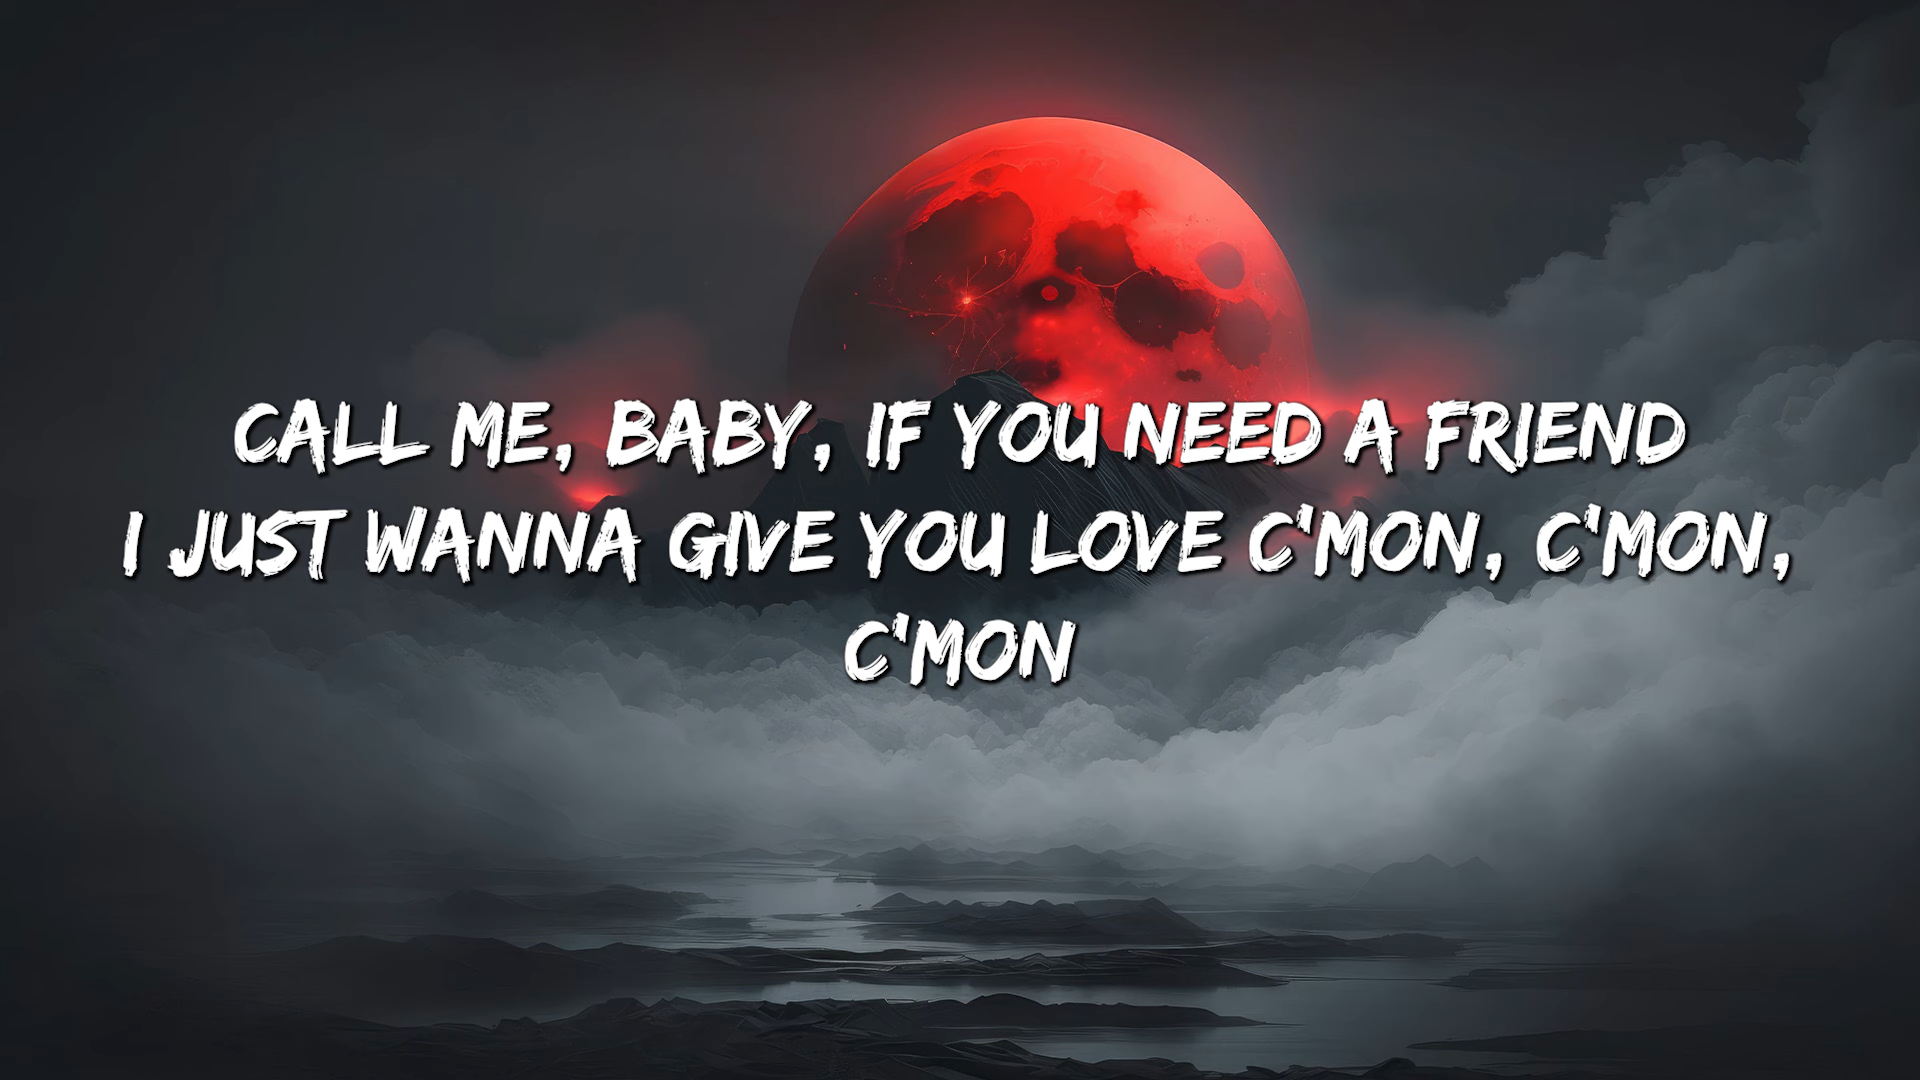 CALL ME, BABY, IF YOU NEED A FRIEND
I JUST WANNA GIVE YOU LOVE C'MON, C'MON,
C'MON